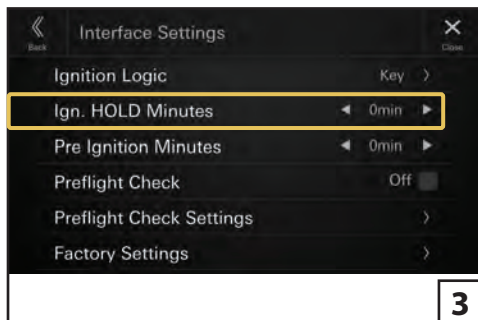 Interface Settings
Back
Close
Ignition Logic Key
Ign. HOLD Minutes 0min
Pre Ignition Minutes 0min
Preflight Check Off
Preflight Check Settings
Factory Settings
3